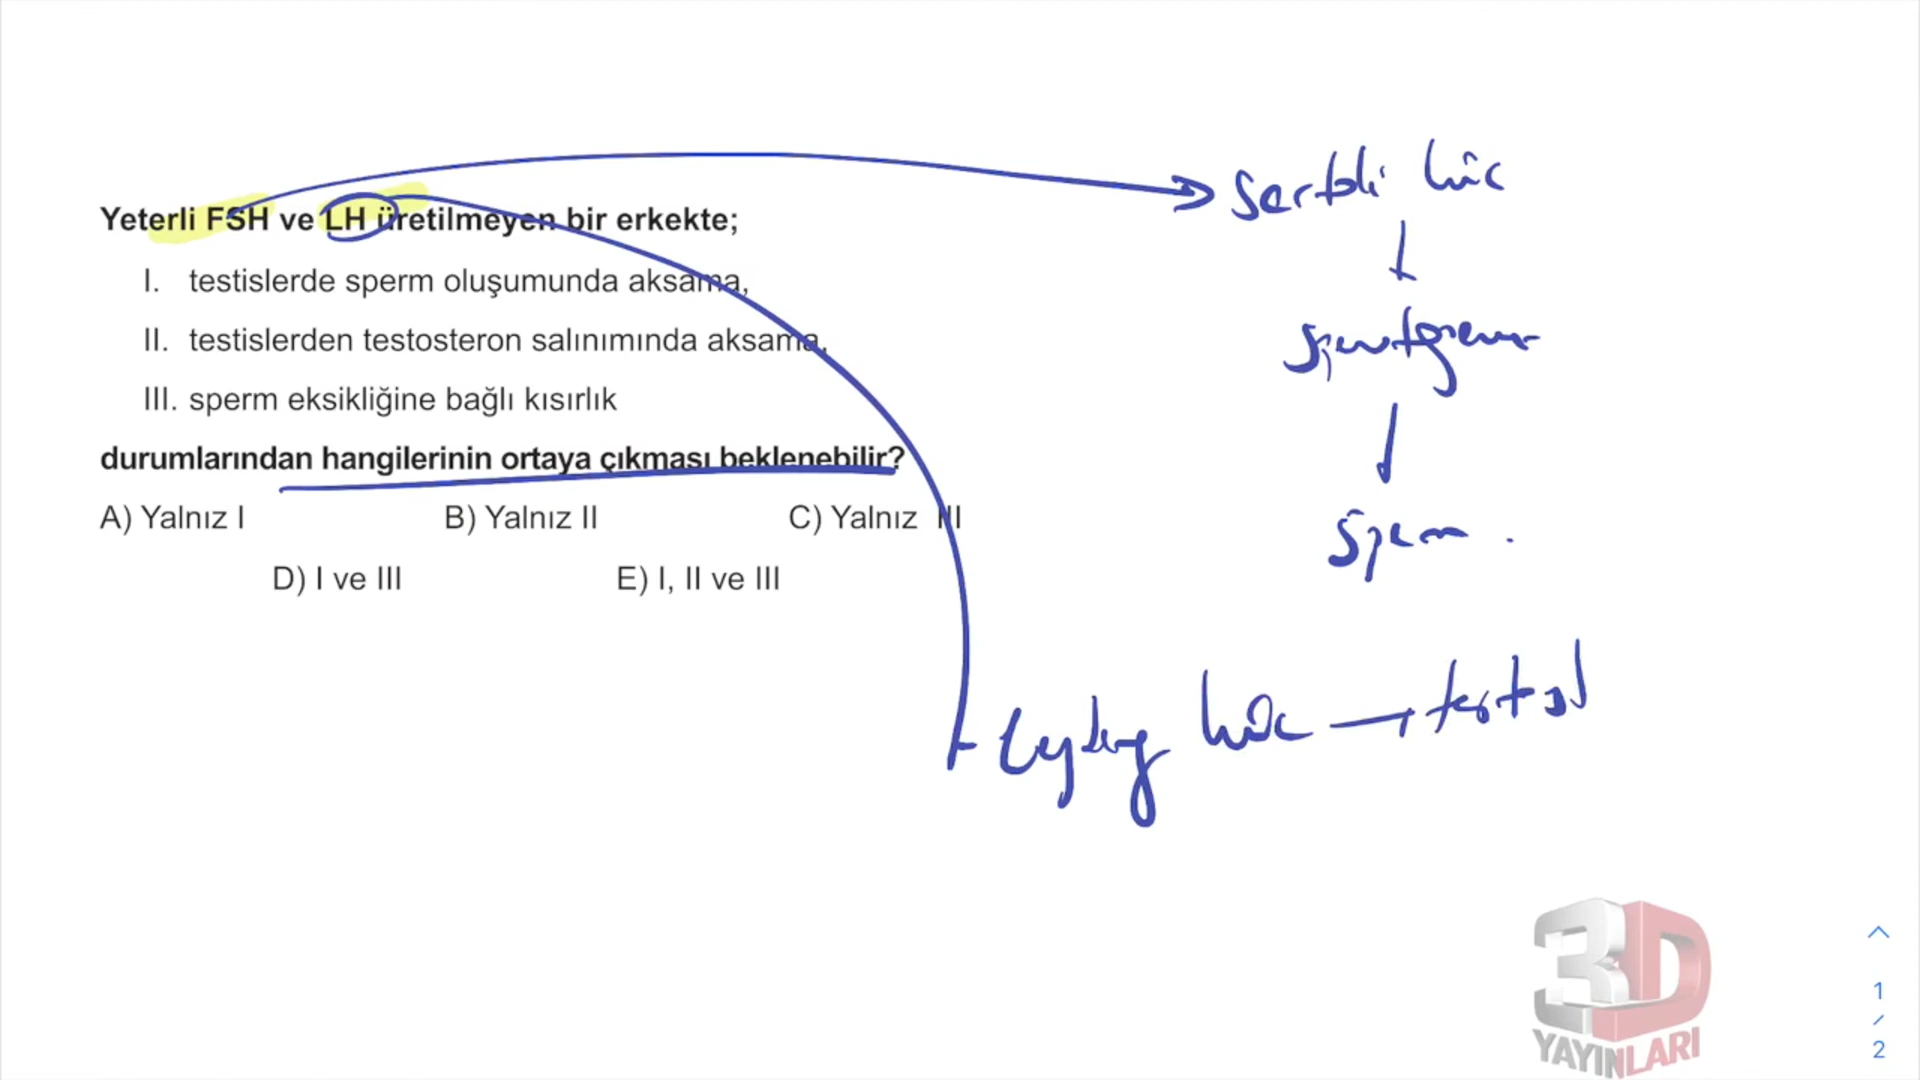 Yeterli FSH ve LH üretilmeyen bir erkekte;
I. testislerde sperm oluşumunda aksama,
II. testislerden testosteron salınımında aksama,
III. sperm eksikliğine bağlı kısırlık
durumlarından hangilerinin ortaya çıkması beklenebilir?
A) Yalnız I B) Yalnız II C) Yalnız III
D) I ve III E) I, II ve III
Sertoli hüc
Sperm.
Leydig hüc → testos
3D
YAYINLARI
1
/
2